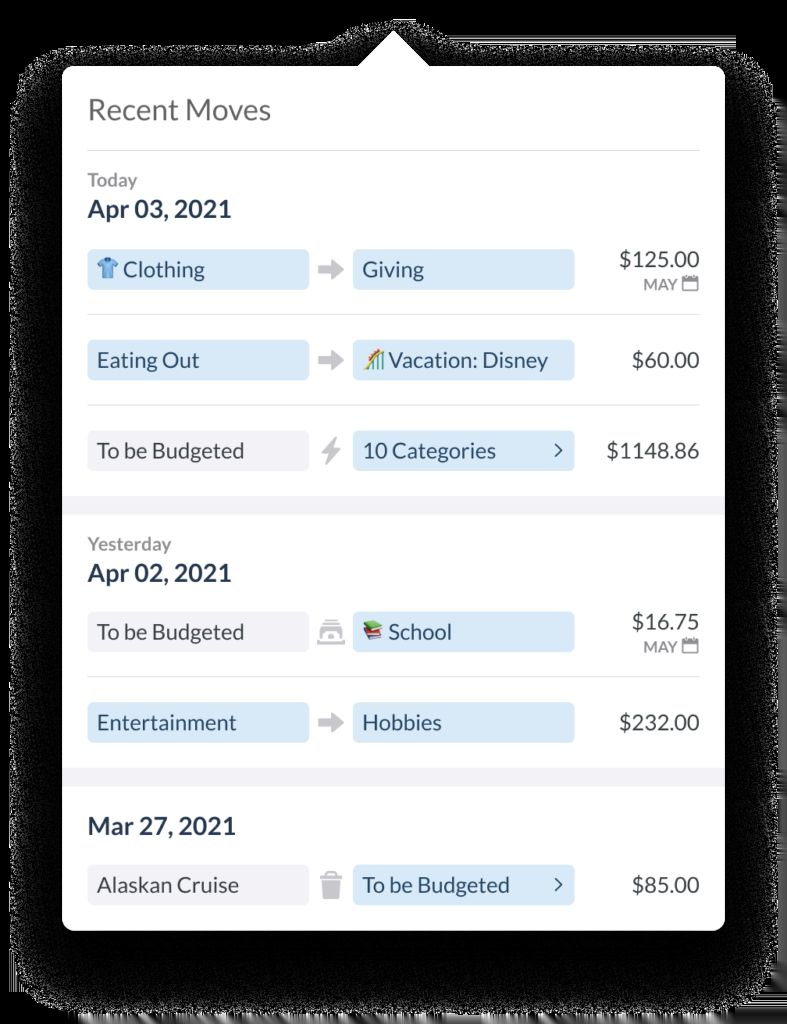 Recent Moves
Today
Apr 03, 2021
Clothing Giving $125.00
MAY
Eating Out Vacation: Disney $60.00
To be Budgeted 10 Categories $1148.86
Yesterday
Apr 02, 2021
To be Budgeted School $16.75
MAY
Entertainment Hobbies $232.00
Mar 27, 2021
Alaskan Cruise To be Budgeted $85.00